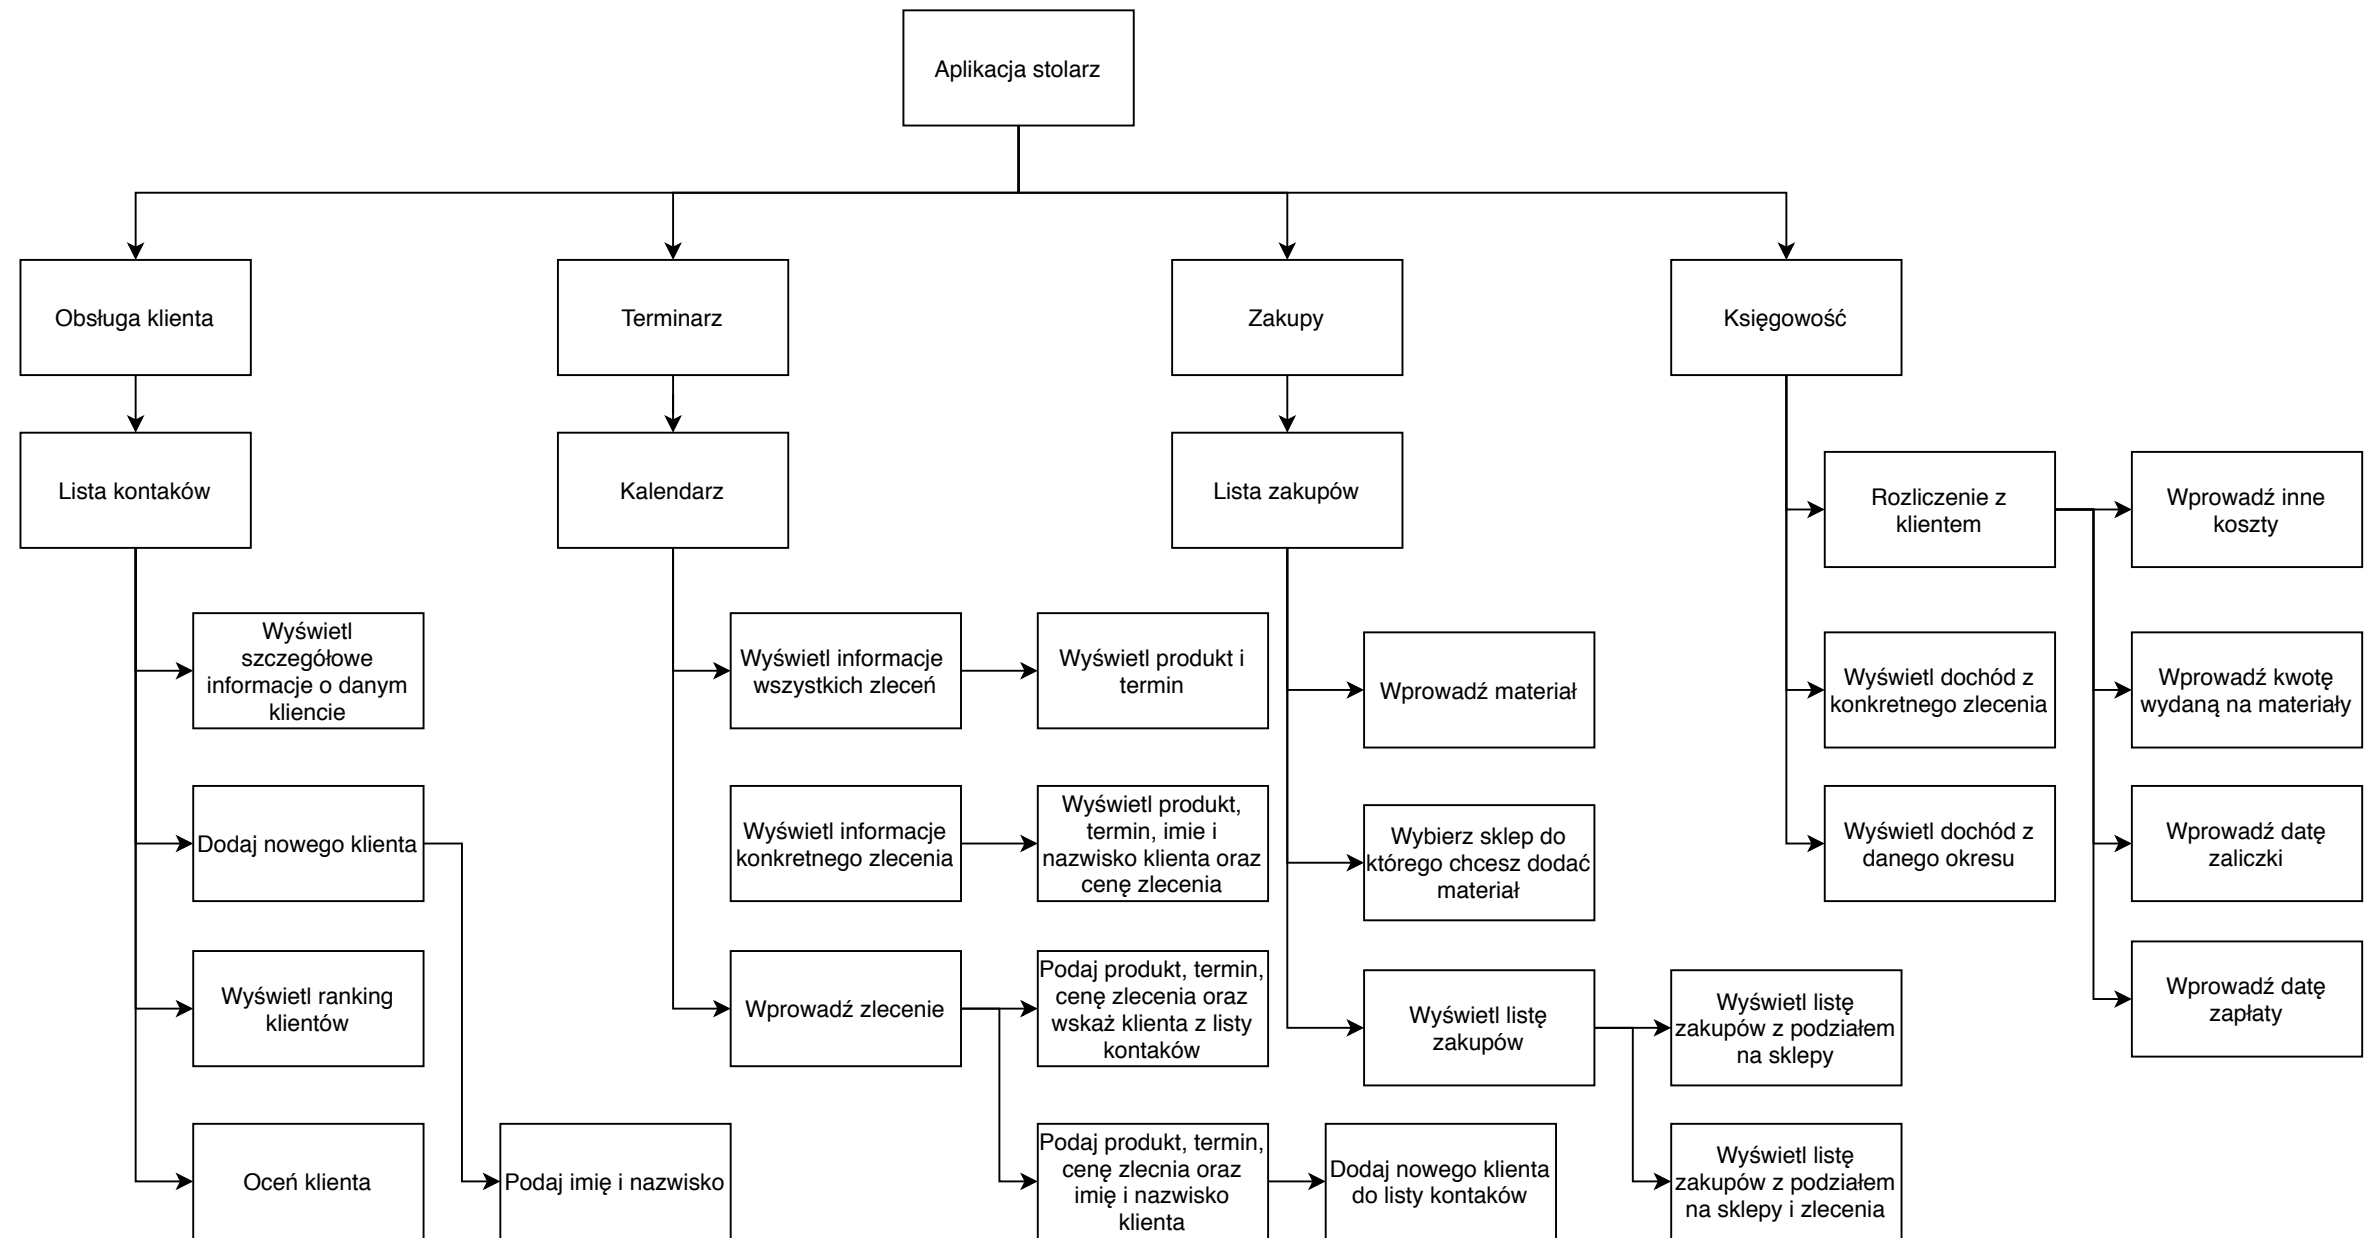 Aplikacja stolarz
Obsługa klienta
Terminarz
Zakupy
Księgowość
Lista kontaków
Kalendarz
Lista zakupów
Rozliczenie z
klientem
Wprowadź inne
koszty
Wyświetl
szczegółowe
informacje o danym
kliencie
Wyświetl informacje
wszystkich zleceń
Wyświetl produkt i
termin
Wprowadź materiał
Wyświetl dochód z
konkretnego zlecenia
Wprowadź kwotę
wydaną na materiały
Dodaj nowego klienta
Wyświetl informacje
konkretnego zlecenia
Wyświetl produkt,
termin, imie i
nazwisko klienta oraz
cenę zlecenia
Wybierz sklep do
którego chcesz dodać
materiał
Wyświetl dochód z
danego okresu
Wprowadź datę
zaliczki
Wyświetl ranking
klientów
Wprowadź zlecenie
Podaj produkt, termin,
cenę zlecenia oraz
wskaż klienta z listy
kontaków
Wyświetl listę
zakupów
Wyświetl listę
zakupów z podziałem
na sklepy
Wprowadź datę
zapłaty
Oceń klienta
Podaj imię i nazwisko
Podaj produkt, termin,
cenę zlecnia oraz
imię i nazwisko
klienta
Dodaj nowego klienta
do listy kontaków
Wyświetl listę
zakupów z podziałem
na sklepy i zlecenia